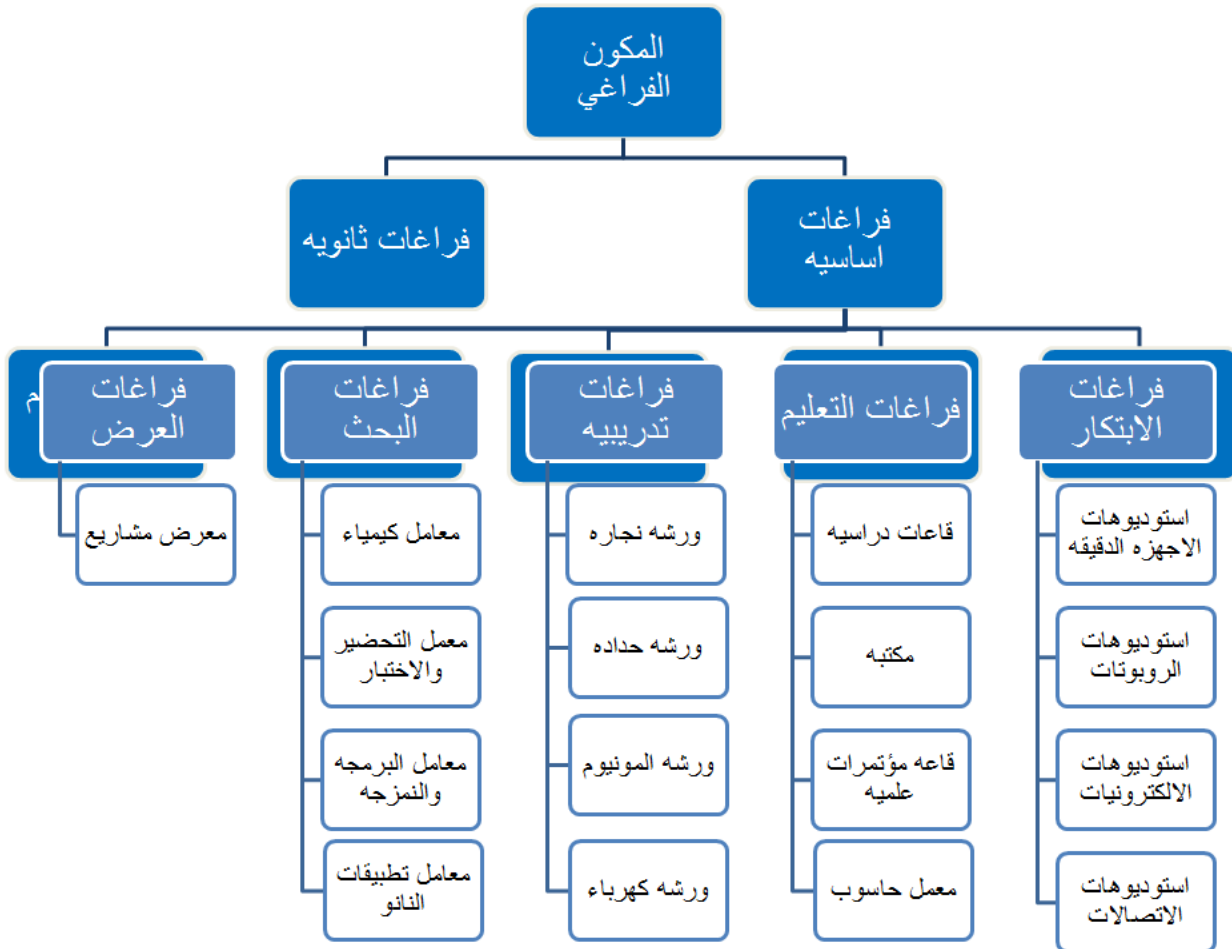 المكون
الفراغي
فراغات
اساسيه
فراغات ثانويه
فراغات
الابتكار
استوديوهات
الاجهزه الدقيقه
استوديوهات
الروبوتات
استوديوهات
الالكترونيات
استوديوهات
الاتصالات
فراغات التعليم
قاعات دراسيه
مكتبه
قاعه مؤتمرات
علميه
معمل حاسوب
فراغات
تدريبيه
ورشه نجاره
ورشه حداده
ورشه المونيوم
ورشه كهرباء
فراغات
البحث
معامل كيمياء
معمل التحضير
والاختبار
معامل البرمجه
والنمزجه
معامل تطبيقات
النانو
فراغات
العرض
معرض مشاريع